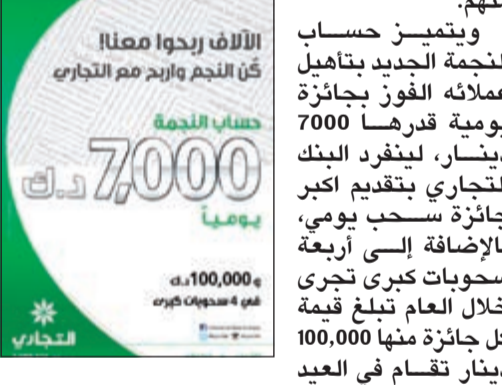 منهم.
ويتميز حساب
النجمة الجديد بتأهيل
عملائه الفوز بجائزة
يومية قدرها 7000
دينار، لينفرد البنك
التجاري بتقديم اكبر
جائزة سحب يومي،
بالإضافة إلى أربعة
سحوبات كبرى تجرى
خلال العام تبلغ قيمة
كل جائزة منها 100,000
دينار تقام في العيد
الآلاف ربحوا معنا!
كُن النجم واربح مع التجاري
حساب النجمة
7,000 د.ك
يومياً
و 100,000 د.ك
في 4 سحوبات كبرى
التجاري